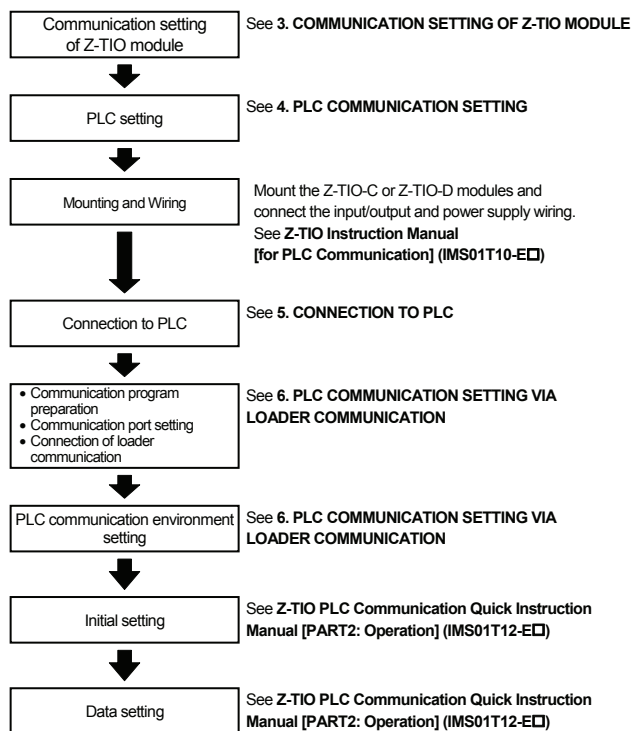 Communication setting
of Z-TIO module
See 3. COMMUNICATION SETTING OF Z-TIO MODULE
PLC setting
See 4. PLC COMMUNICATION SETTING
Mounting and Wiring
Mount the Z-TIO-C or Z-TIO-D modules and
connect the input/output and power supply wiring.
See Z-TIO Instruction Manual
[for PLC Communication] (IMS01T10-E□)
Connection to PLC
See 5. CONNECTION TO PLC
• Communication program
preparation
• Communication port setting
• Connection of loader
communication
See 6. PLC COMMUNICATION SETTING VIA
LOADER COMMUNICATION
PLC communication environment
setting
See 6. PLC COMMUNICATION SETTING VIA
LOADER COMMUNICATION
Initial setting
See Z-TIO PLC Communication Quick Instruction
Manual [PART2: Operation] (IMS01T12-E□)
Data setting
See Z-TIO PLC Communication Quick Instruction
Manual [PART2: Operation] (IMS01T12-E□)